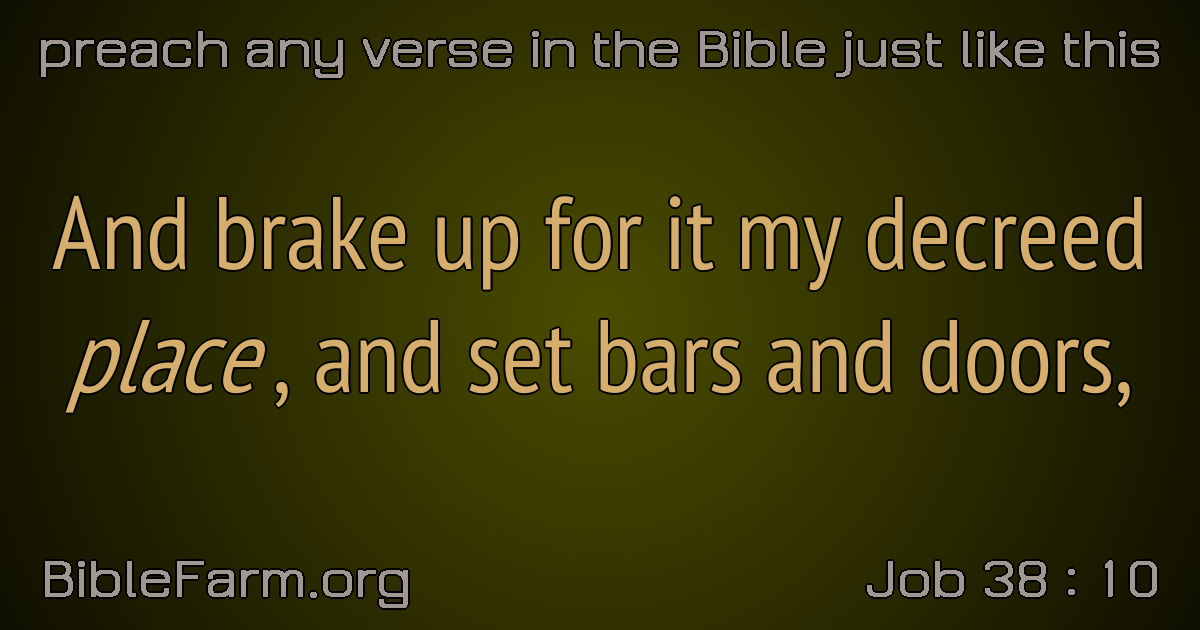 preach any verse in the Bible just like this
And brake up for it my decreed
place, and set bars and doors,
BibleFarm.org
Job 38 : 10